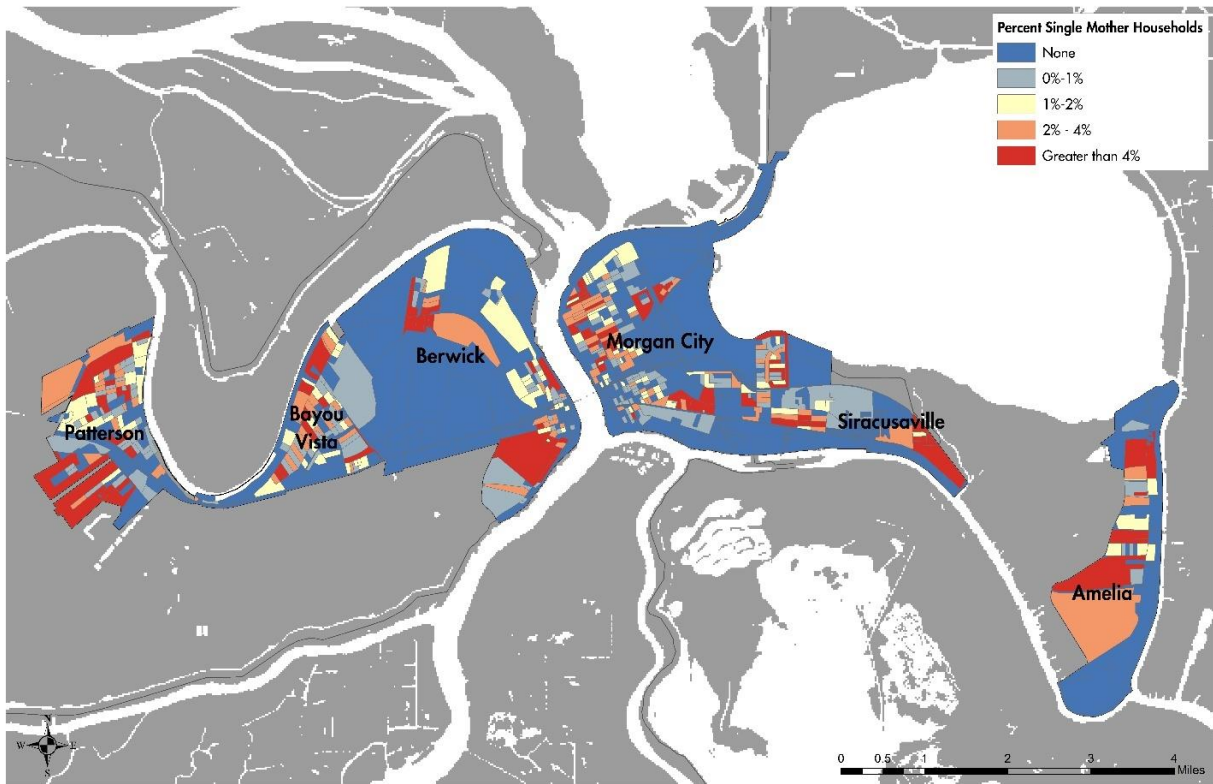 Percent Single Mother Households
None
0%-1%
1%-2%
2% - 4%
Greater than 4%
Morgan City
Berwick
Bayou
Vista
Siracusaville
Patterson
Amelia
N
W E
S
0 0.5 1 2 3 4
Miles